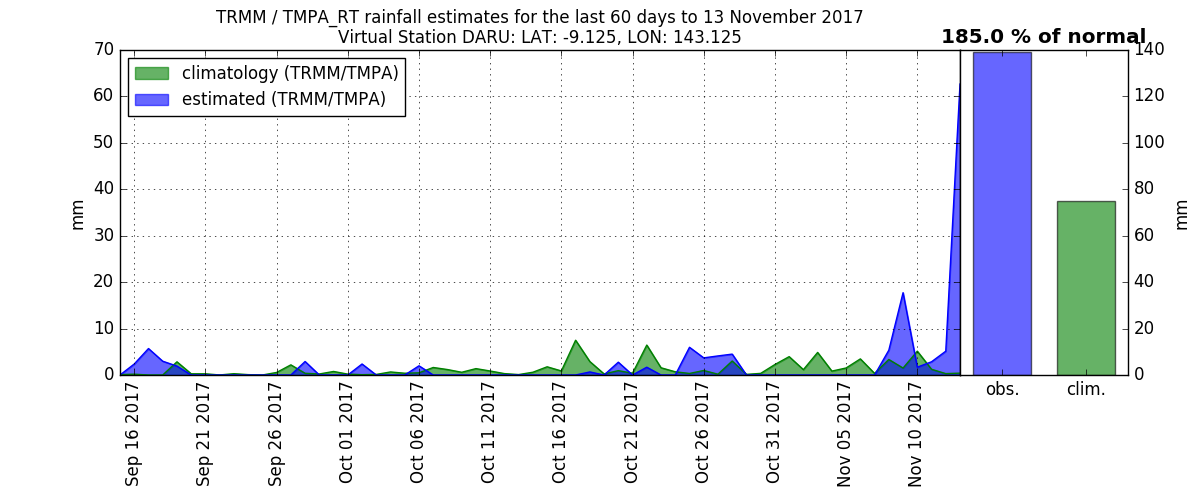 TRMM / TMPA_RT rainfall estimates for the last 60 days to 13 November 2017
Virtual Station DARU: LAT: -9.125, LON: 143.125
185.0 % of normal
climatology (TRMM/TMPA)
estimated (TRMM/TMPA)
mm
70
60
50
40
30
20
10
0
140
120
100
80
60
40
20
0
mm
obs.
clim.
Sep 16 2017
Sep 21 2017
Sep 26 2017
Oct 01 2017
Oct 06 2017
Oct 11 2017
Oct 16 2017
Oct 21 2017
Oct 26 2017
Oct 31 2017
Nov 05 2017
Nov 10 2017